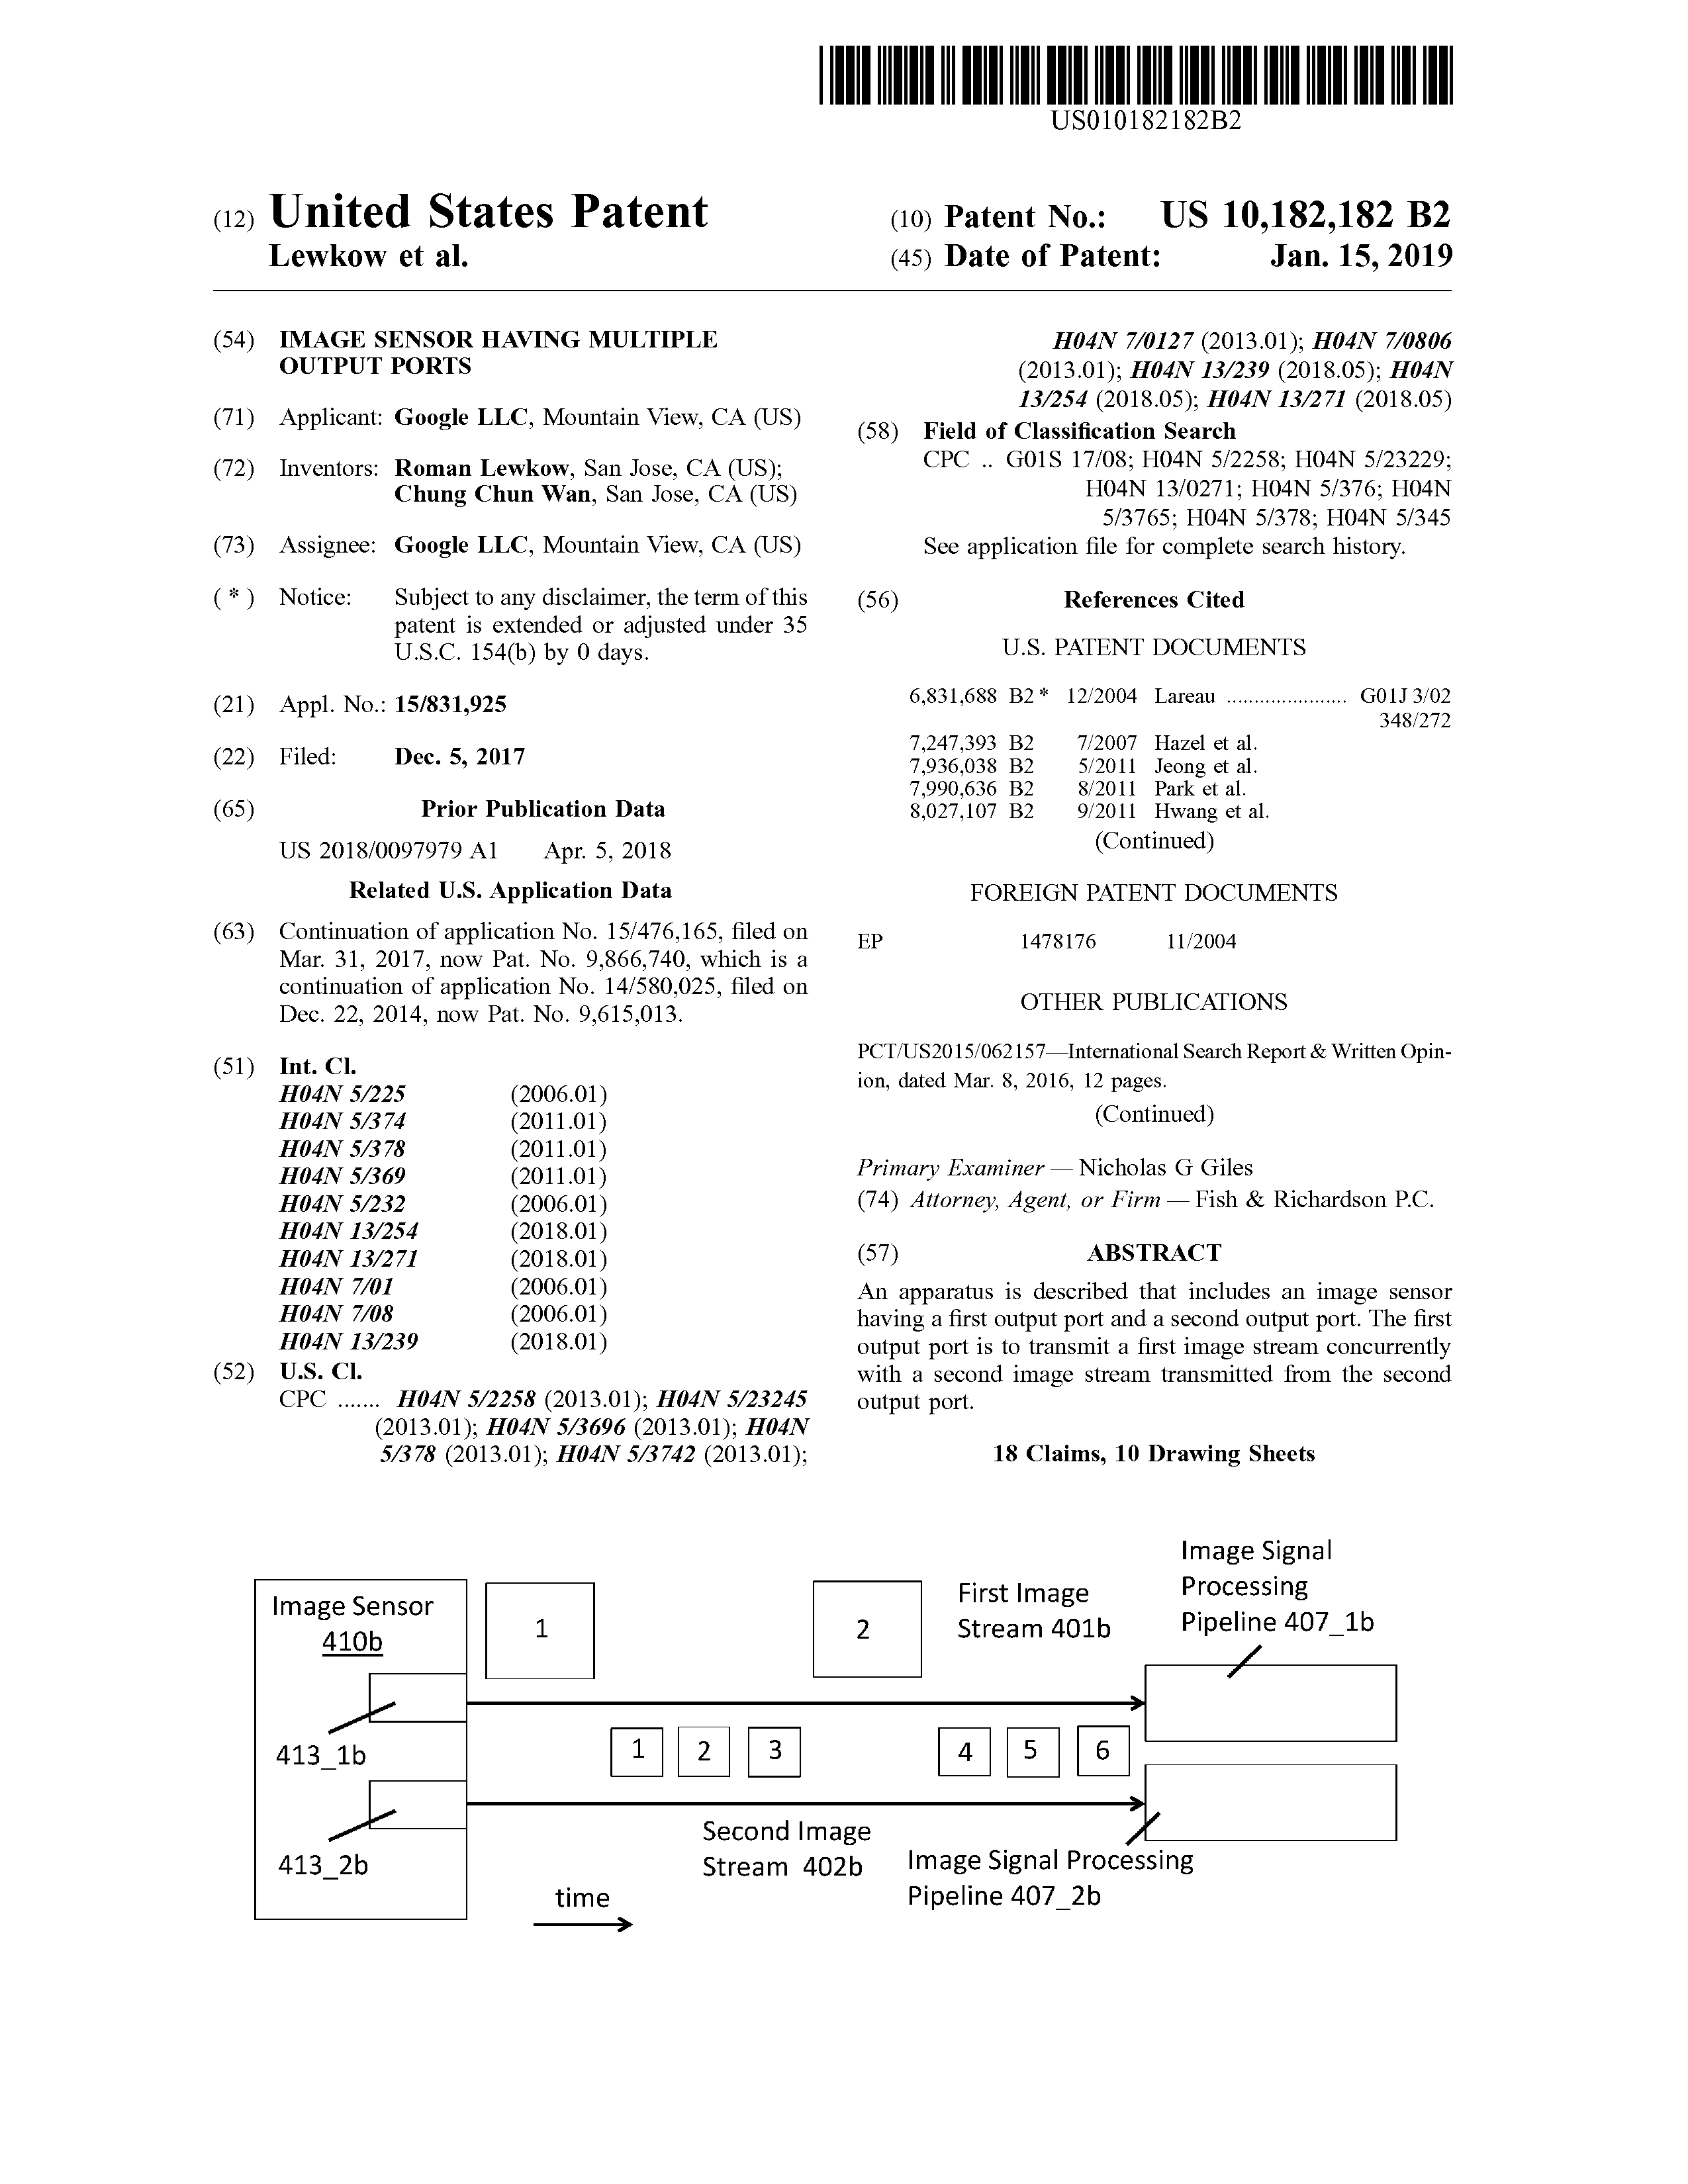 US010182182B2
(12) United States Patent
Lewkow et al.
(10) Patent No.: US 10,182,182 B2
(45) Date of Patent: Jan. 15, 2019
(54) IMAGE SENSOR HAVING MULTIPLE
OUTPUT PORTS
(71) Applicant: Google LLC, Mountain View, CA (US)
(72) Inventors: Roman Lewkow, San Jose, CA (US);
Chung Chun Wan, San Jose, CA (US)
(73) Assignee: Google LLC, Mountain View, CA (US)
( * ) Notice: Subject to any disclaimer, the term of this
patent is extended or adjusted under 35
U.S.C. 154(b) by 0 days.
(21) Appl. No.: 15/831,925
(22) Filed: Dec. 5, 2017
(65) Prior Publication Data
US 2018/0097979 A1 Apr. 5, 2018
Related U.S. Application Data
(63) Continuation of application No. 15/476,165, filed on
Mar. 31, 2017, now Pat. No. 9,866,740, which is a
continuation of application No. 14/580,025, filed on
Dec. 22, 2014, now Pat. No. 9,615,013.
(51) Int. Cl.
H04N 5/225 (2006.01)
H04N 5/374 (2011.01)
H04N 5/378 (2011.01)
H04N 5/369 (2011.01)
H04N 5/232 (2006.01)
H04N 13/254 (2018.01)
H04N 13/271 (2018.01)
H04N 7/01 (2006.01)
H04N 7/08 (2006.01)
H04N 13/239 (2018.01)
(52) U.S. Cl.
CPC ....... H04N 5/2258 (2013.01); H04N 5/23245
(2013.01); H04N 5/3696 (2013.01); H04N
5/378 (2013.01); H04N 5/3742 (2013.01);
H04N 7/0127 (2013.01); H04N 7/0806
(2013.01); H04N 13/239 (2018.05); H04N
13/254 (2018.05); H04N 13/271 (2018.05)
(58) Field of Classification Search
CPC .. G01S 17/08; H04N 5/2258; H04N 5/23229;
H04N 13/0271; H04N 5/376; H04N
5/3765; H04N 5/378; H04N 5/345
See application file for complete search history.
(56) References Cited
U.S. PATENT DOCUMENTS
6,831,688 B2 * 12/2004 Lareau ...................... G01J 3/02
348/272
7,247,393 B2 7/2007 Hazel et al.
7,936,038 B2 5/2011 Jeong et al.
7,990,636 B2 8/2011 Park et al.
8,027,107 B2 9/2011 Hwang et al.
(Continued)
FOREIGN PATENT DOCUMENTS
EP 1478176 11/2004
OTHER PUBLICATIONS
PCT/US2015/062157—International Search Report & Written Opin-
ion, dated Mar. 8, 2016, 12 pages.
(Continued)
Primary Examiner — Nicholas G Giles
(74) Attorney, Agent, or Firm — Fish & Richardson P.C.
(57) ABSTRACT
An apparatus is described that includes an image sensor
having a first output port and a second output port. The first
output port is to transmit a first image stream concurrently
with a second image stream transmitted from the second
output port.
18 Claims, 10 Drawing Sheets
Image Sensor
410b
413_1b
413_2b
1
2
First Image
Stream 401b
Image Signal
Processing
Pipeline 407_1b
1 2 3 4 5 6
Second Image
Stream 402b
Image Signal Processing
Pipeline 407_2b
time